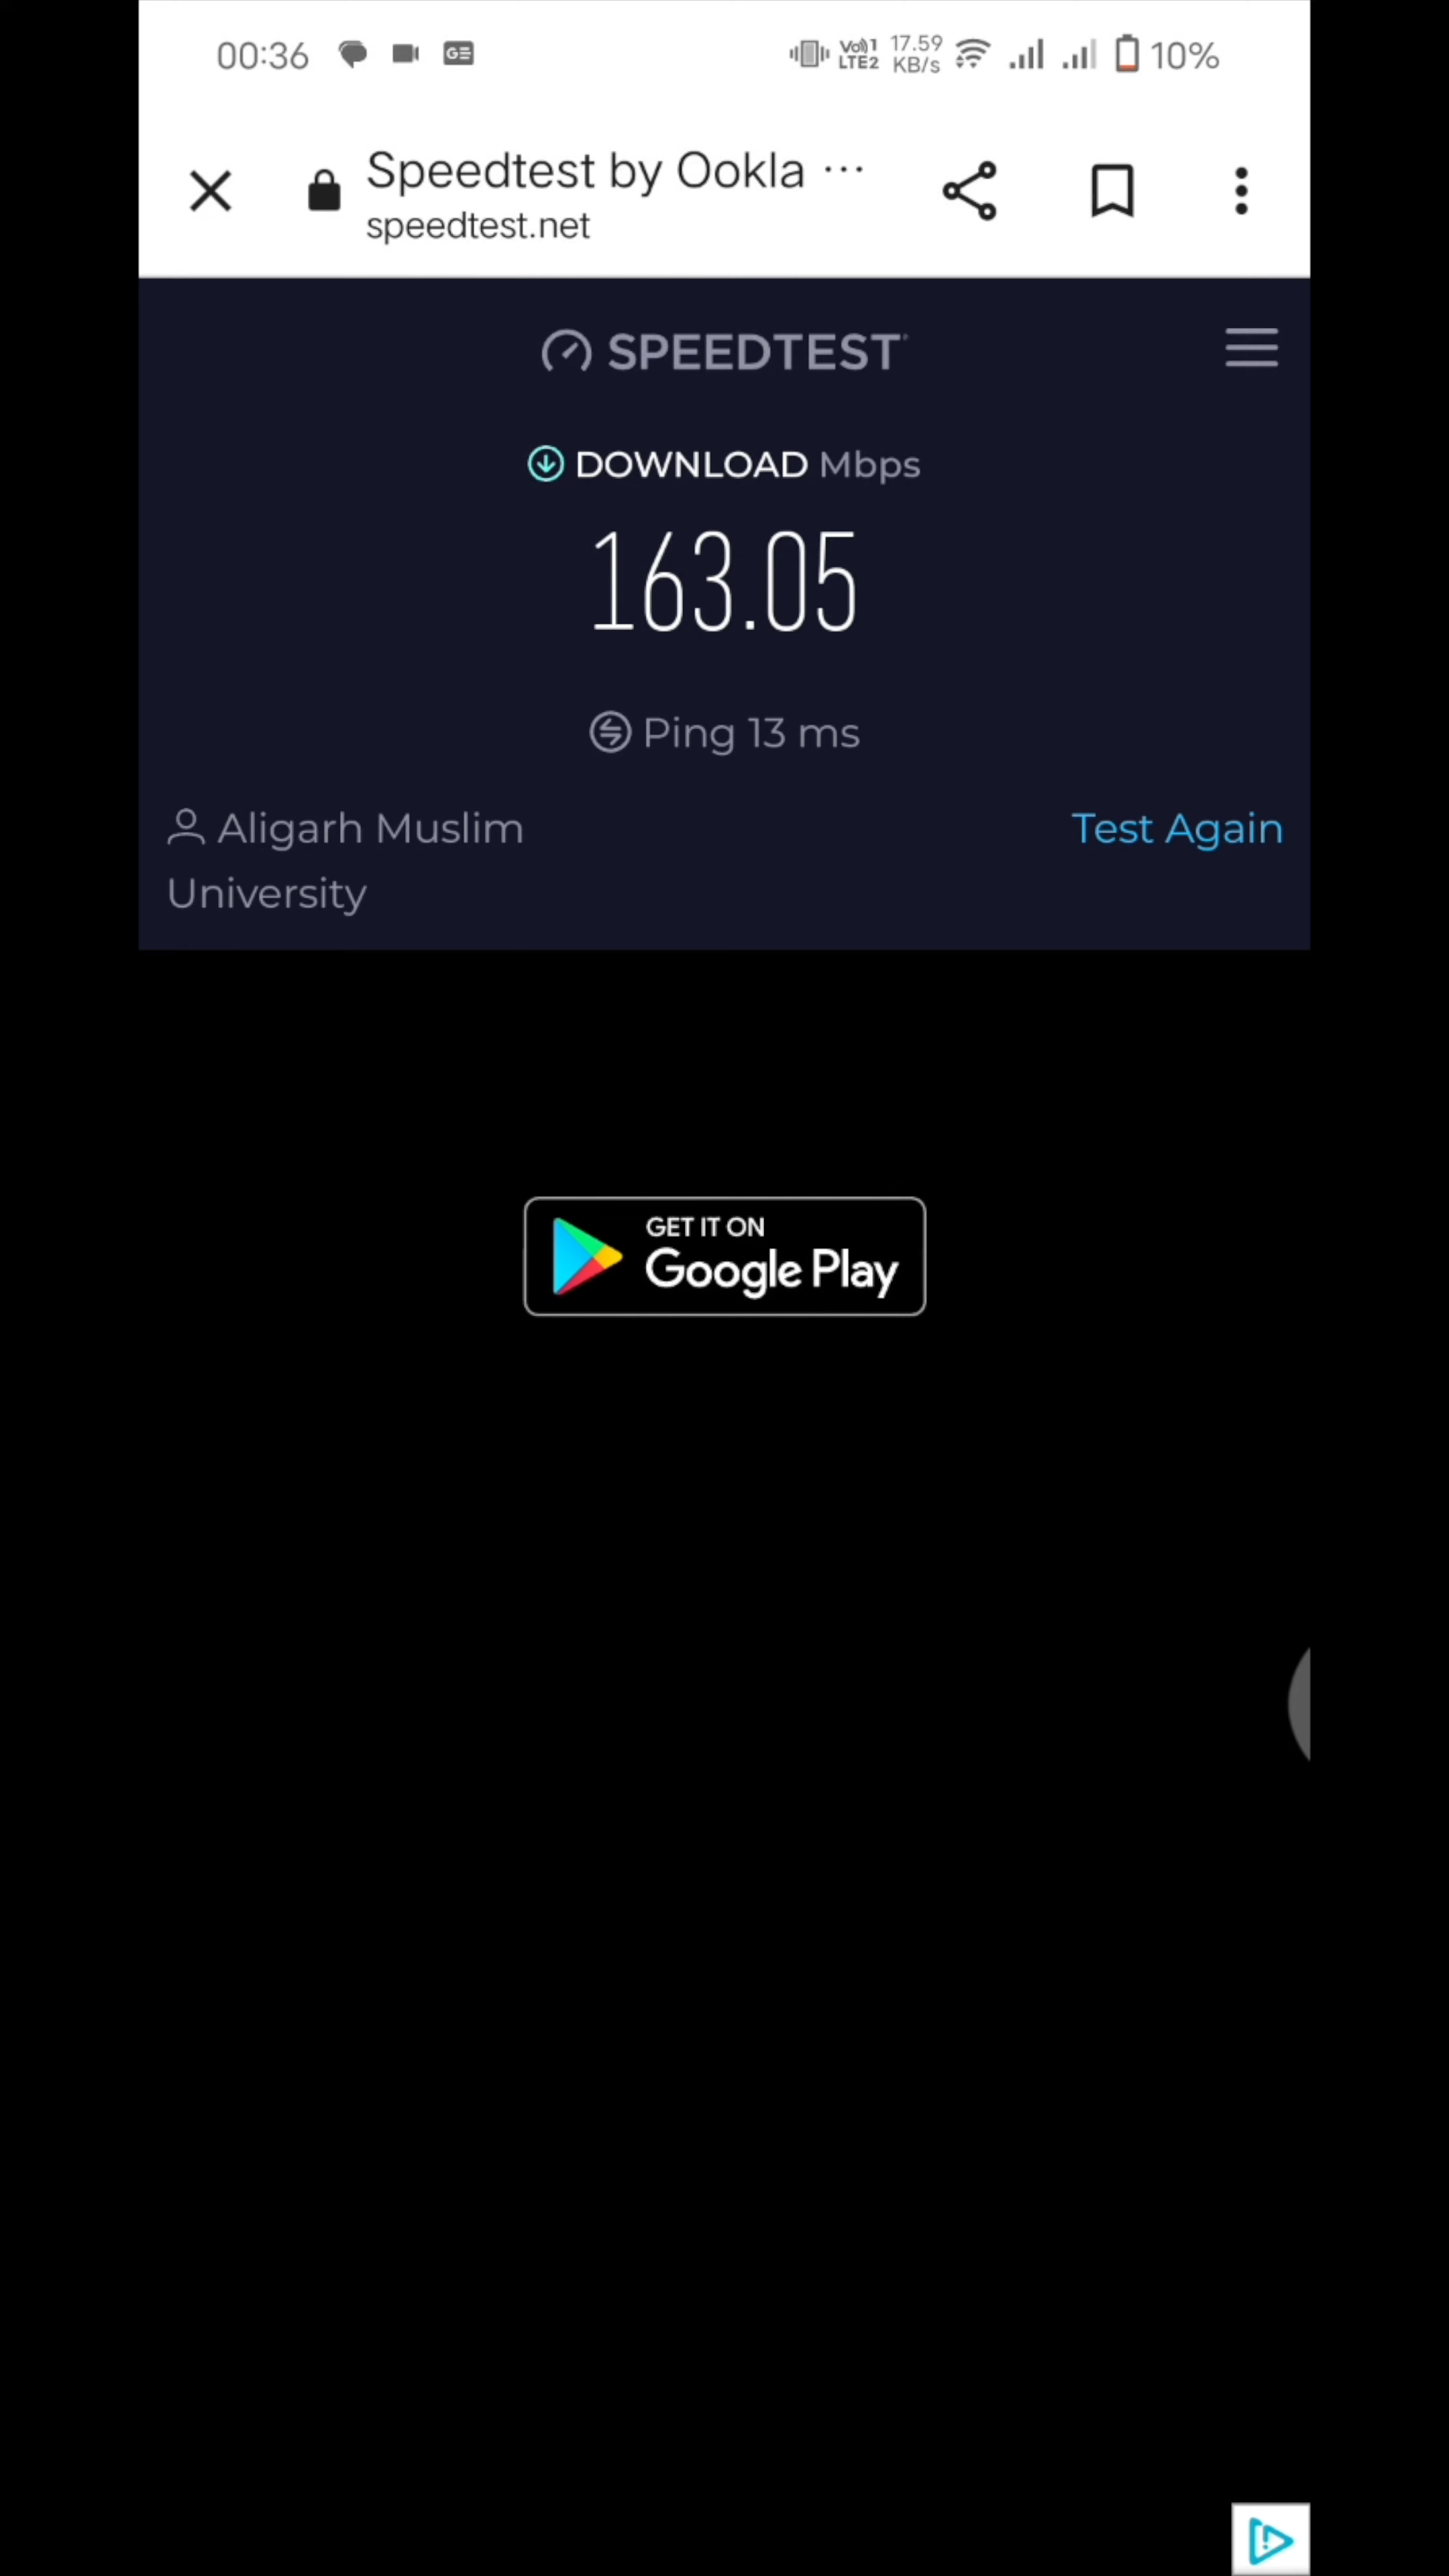 00:36 GE Vo)) 1 LTE2 17.59 KB/s 10%
Speedtest by Ookla ...
speedtest.net
SPEEDTEST
DOWNLOAD Mbps
163.05
Ping 13 ms
Aligarh Muslim University
Test Again
GET IT ON
Google Play